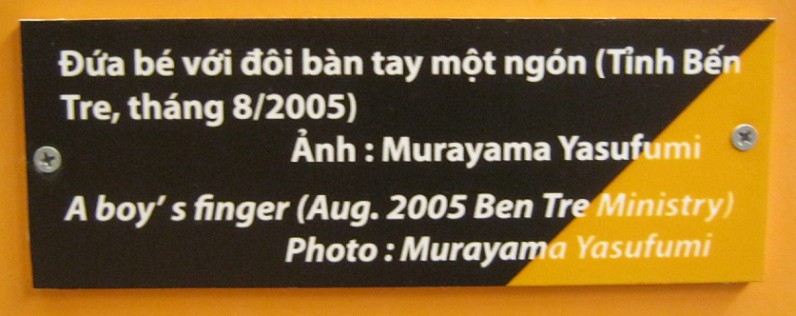 Đứa bé với đôi bàn tay một ngón (Tỉnh Bến
Tre, tháng 8/2005)
Ảnh : Murayama Yasufumi
A boy' s finger (Aug. 2005 Ben Tre Ministry)
Photo : Murayama Yasufumi